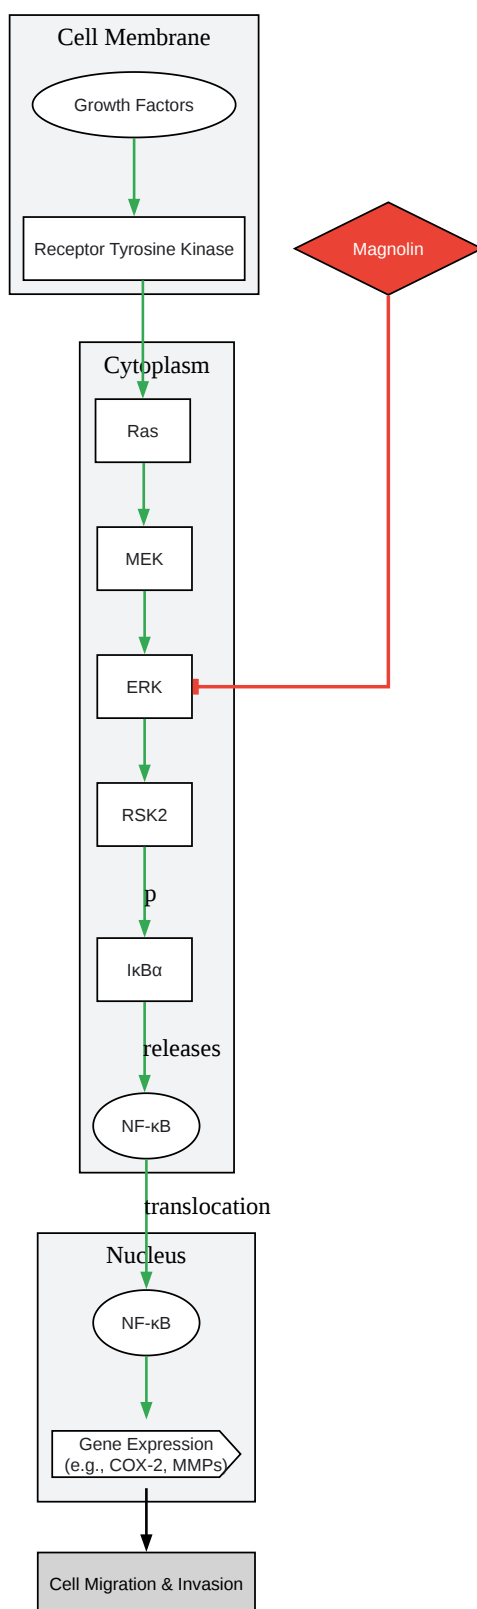 Cell Membrane
Growth Factors
Receptor Tyrosine Kinase
Magnolin
Cytoplasm
Ras
MEK
ERK
RSK2
p
IκBα
releases
NF-κB
translocation
Nucleus
NF-κB
Gene Expression
(e.g., COX-2, MMPs)
Cell Migration & Invasion